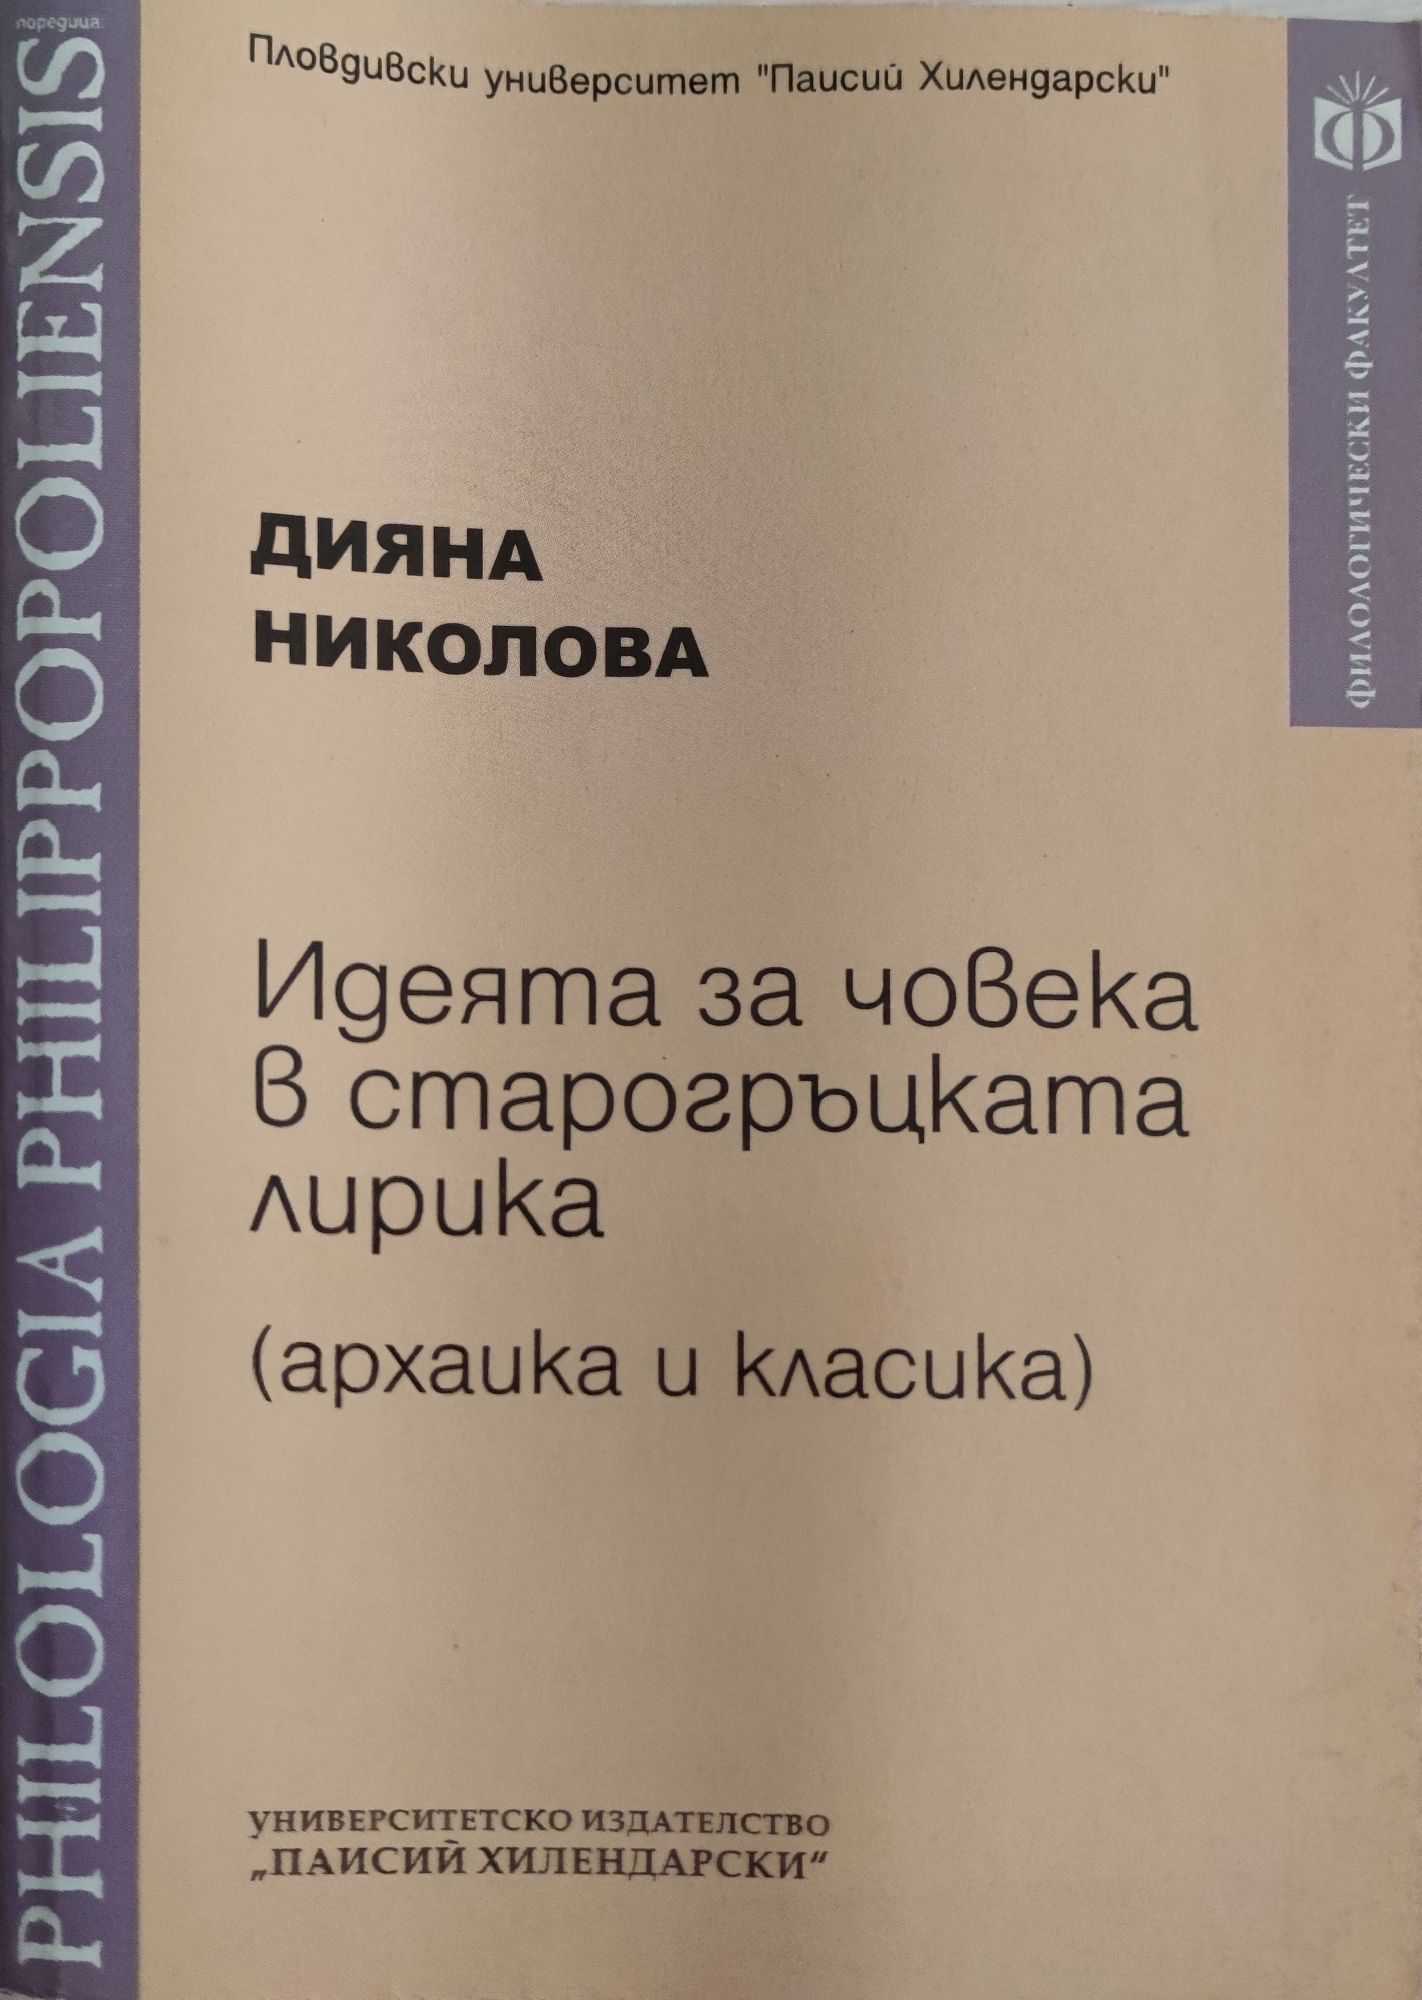 поредица:
PHILOLOGIA PHILIPPOPOLIENSIS
Пловдивски университет "Паисий Хилендарски"
ФИЛОЛОГИЧЕСКИ ФАКУЛТЕТ
ДИЯНА
НИКОЛОВА
Идеята за човека
в старогръцката
лирика
(архаика и класика)
УНИВЕРСИТЕТСКО ИЗДАТЕЛСТВО
„ПАИСИЙ ХИЛЕНДАРСКИ“